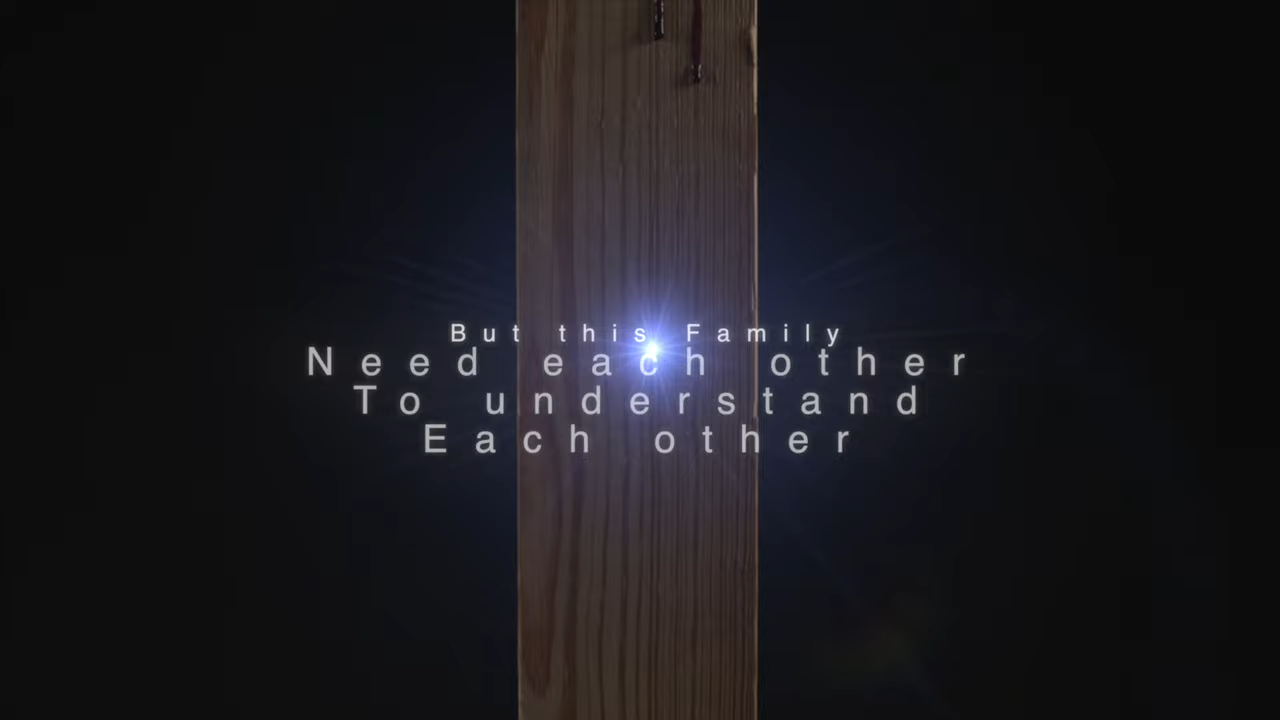 But this Family
Need each other
To understand
Each other